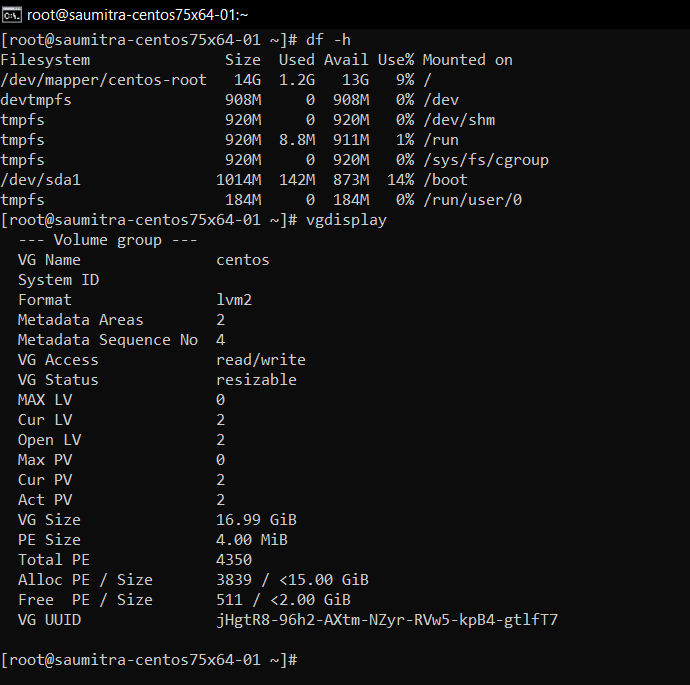 root@saumitra-centos75x64-01:~
[root@saumitra-centos75x64-01 ~]# df -h
Filesystem               Size  Used Avail Use% Mounted on
/dev/mapper/centos-root   14G  1.2G   13G   9% /
devtmpfs                 908M     0  908M   0% /dev
tmpfs                    920M     0  920M   0% /dev/shm
tmpfs                    920M  8.8M  911M   1% /run
tmpfs                    920M     0  920M   0% /sys/fs/cgroup
/dev/sda1               1014M  142M  873M  14% /boot
tmpfs                    184M     0  184M   0% /run/user/0
[root@saumitra-centos75x64-01 ~]# vgdisplay
  --- Volume group ---
  VG Name               centos
  System ID
  Format                lvm2
  Metadata Areas        2
  Metadata Sequence No  4
  VG Access             read/write
  VG Status             resizable
  MAX LV                0
  Cur LV                2
  Open LV               2
  Max PV                0
  Cur PV                2
  Act PV                2
  VG Size               16.99 GiB
  PE Size               4.00 MiB
  Total PE              4350
  Alloc PE / Size       3839 / <15.00 GiB
  Free  PE / Size       511 / <2.00 GiB
  VG UUID               jHgtR8-96h2-AXtm-NZyr-RVw5-kpB4-gtlfT7
[root@saumitra-centos75x64-01 ~]#